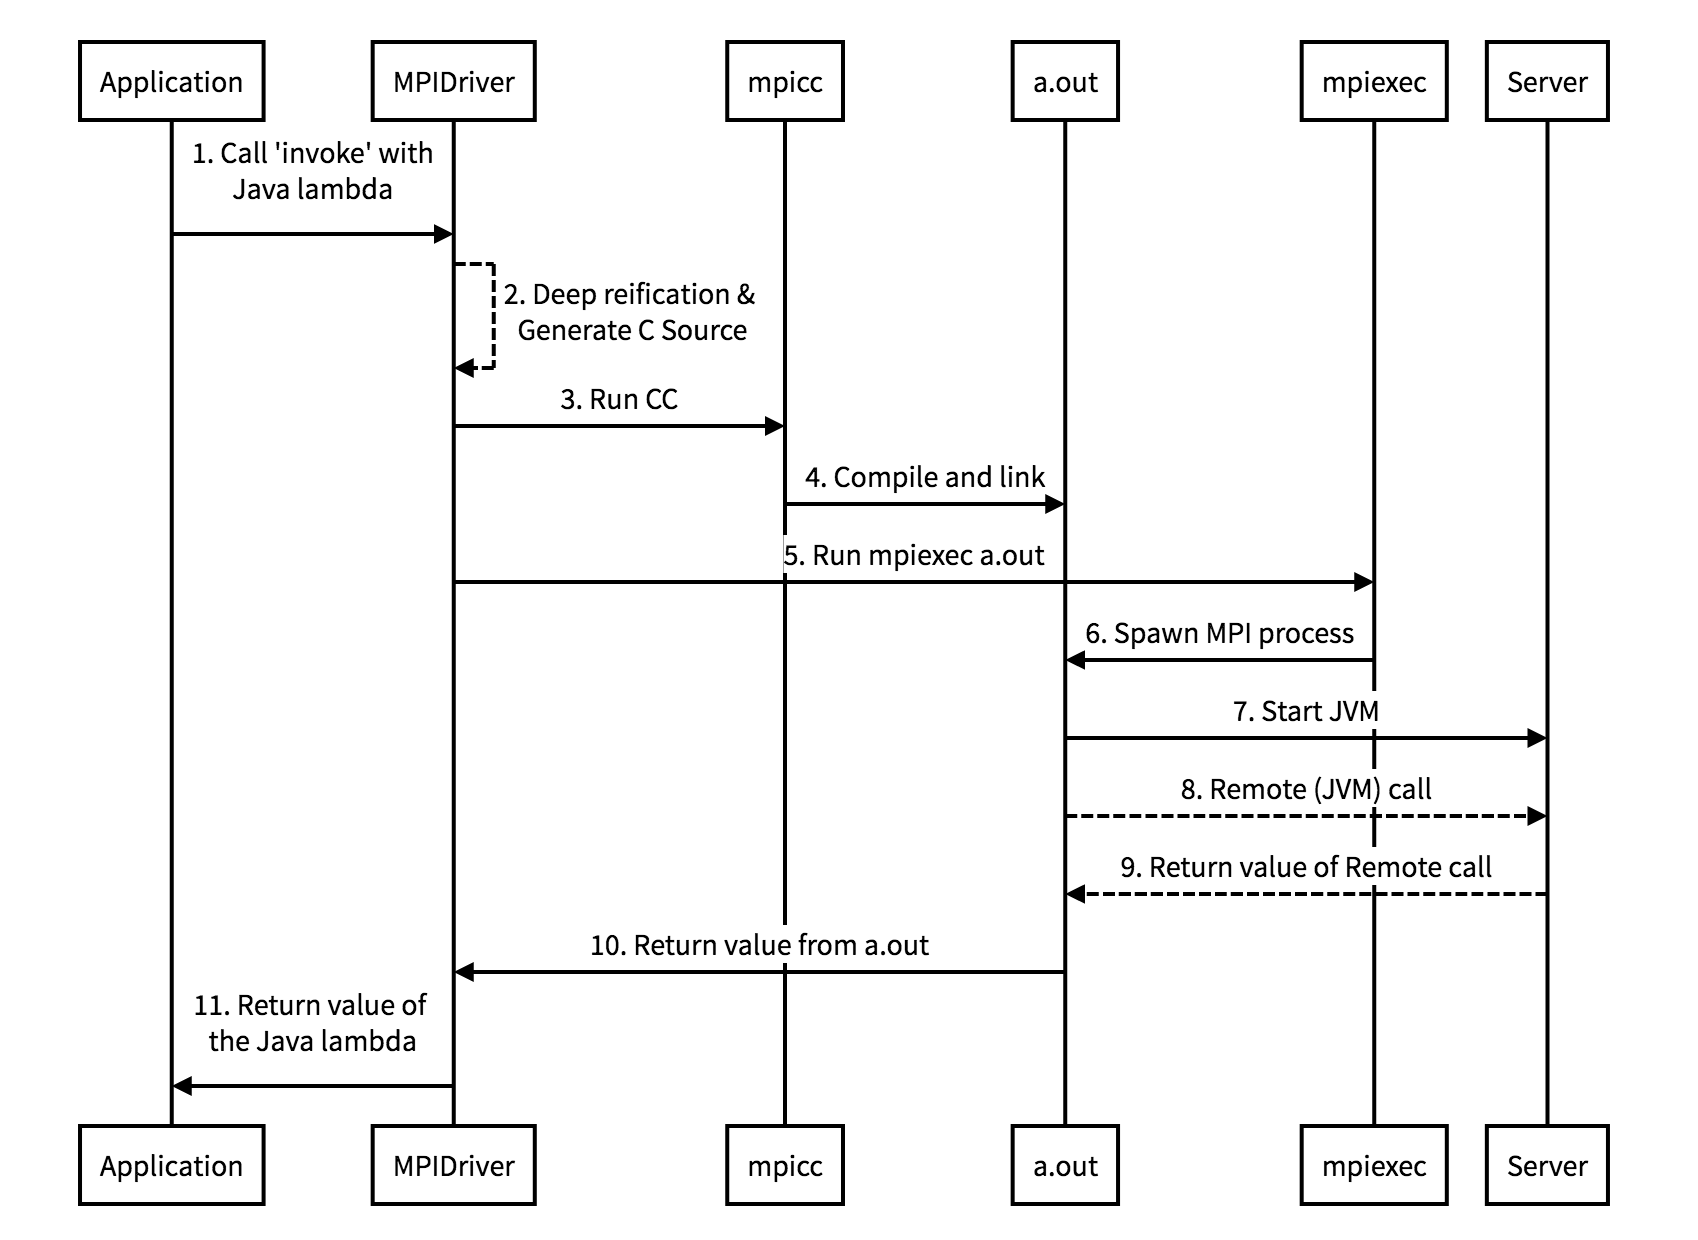 Application
MPIDriver
mpicc
a.out
mpiexec
Server
1. Call 'invoke' with
Java lambda
2. Deep reification &
Generate C Source
3. Run CC
4. Compile and link
5. Run mpiexec a.out
6. Spawn MPI process
7. Start JVM
8. Remote (JVM) call
9. Return value of Remote call
10. Return value from a.out
11. Return value of
the Java lambda
Application
MPIDriver
mpicc
a.out
mpiexec
Server